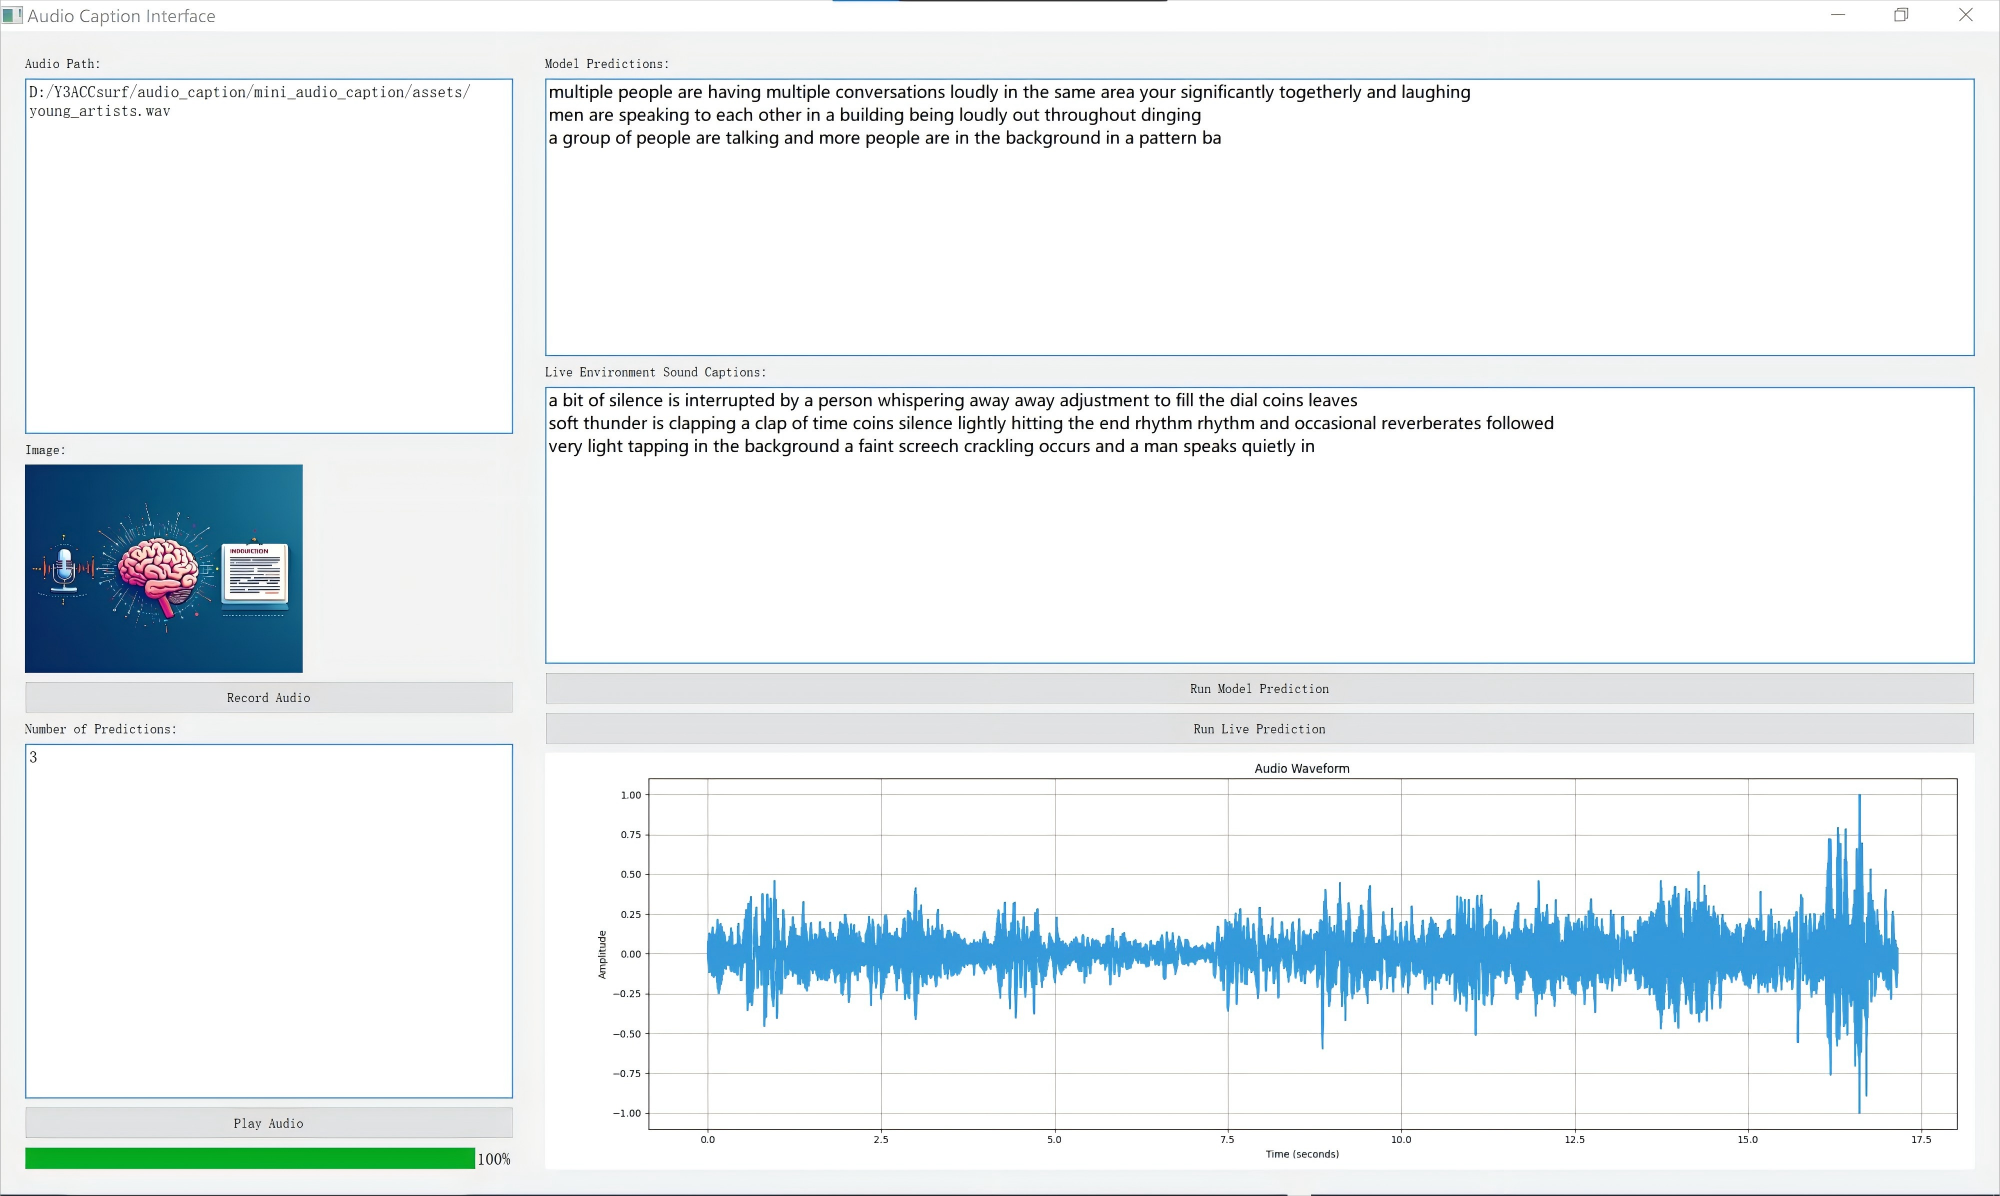 Audio Caption Interface
Audio Path:
D:/Y3ACCsurf/audio_caption/mini_audio_caption/assets/
young_artists.wav
Image:
INDDUCTION
Record Audio
Number of Predictions:
3
Play Audio
100%
Model Predictions:
multiple people are having multiple conversations loudly in the same area your significantly togetherly and laughing
men are speaking to each other in a building being loudly out throughout dinging
a group of people are talking and more people are in the background in a pattern ba
Live Environment Sound Captions:
a bit of silence is interrupted by a person whispering away away adjustment to fill the dial coins leaves
soft thunder is clapping a clap of time coins silence lightly hitting the end rhythm rhythm and occasional reverberates followed
very light tapping in the background a faint screech crackling occurs and a man speaks quietly in
Run Model Prediction
Run Live Prediction
Audio Waveform
1.00
0.75
0.50
0.25
0.00
−0.25
−0.50
−0.75
−1.00
Amplitude
0.0 2.5 5.0 7.5 10.0 12.5 15.0 17.5
Time (seconds)